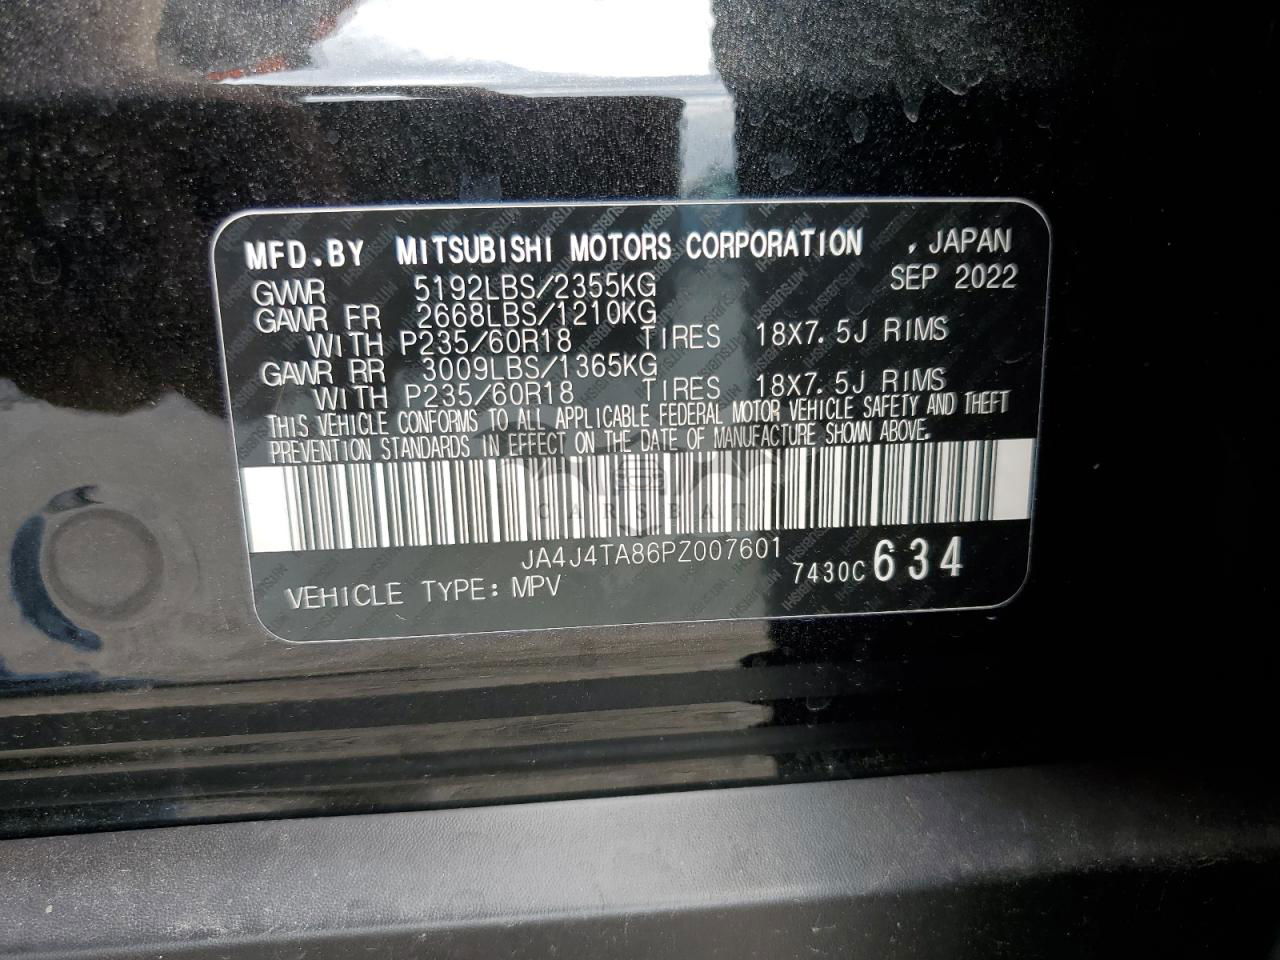 MFD.BY MITSUBISHI MOTORS CORPORATION , JAPAN
GVWR 5192LBS/2355KG SEP 2022
GAWR FR 2668LBS/1210KG
WITH P235/60R18 TIRES 18X7.5J RIMS
GAWR RR 3009LBS/1365KG
WITH P235/60R18 TIRES 18X7.5J RIMS
THIS VEHICLE CONFORMS TO ALL APPLICABLE FEDERAL MOTOR VEHICLE SAFETY AND THEFT
PREVENTION STANDARDS IN EFFECT ON THE DATE OF MANUFACTURE SHOWN ABOVE.
CARSBAT
JA4J4TA86PZ007601
VEHICLE TYPE: MPV 7430C 634